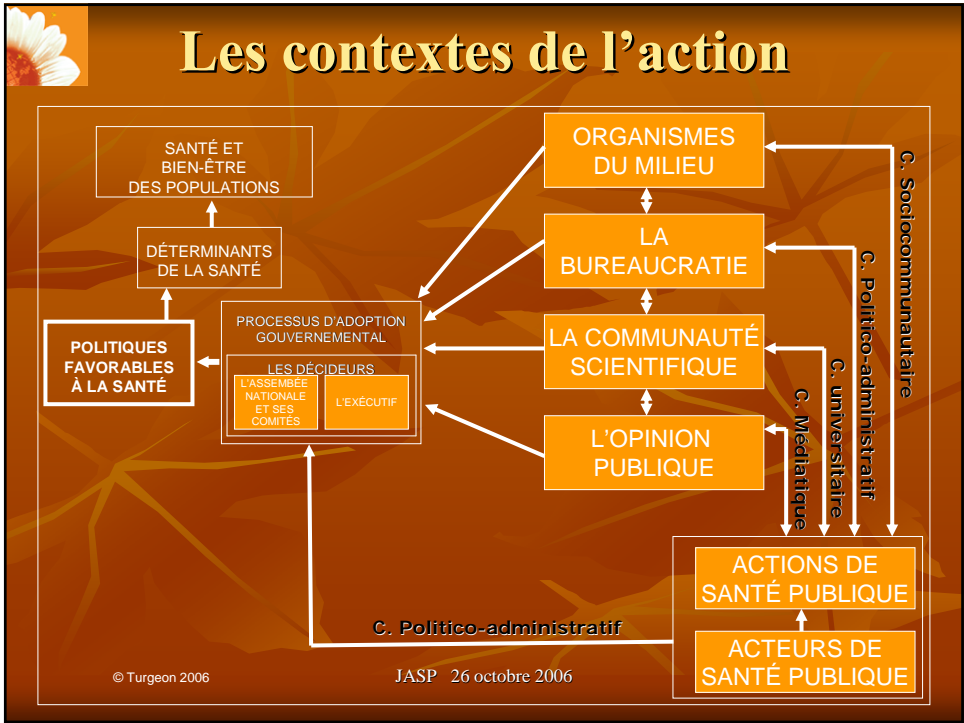 Les contextes de l'action
SANTÉ ET
BIEN-ÊTRE
DES POPULATIONS
DÉTERMINANTS
DE LA SANTÉ
POLITIQUES
FAVORABLES
À LA SANTÉ
PROCESSUS D'ADOPTION
GOUVERNEMENTAL
LES DÉCIDEURS
L'ASSEMBÉE
NATIONALE
ET SES
COMITÉS
L'EXÉCUTIF
ORGANISMES
DU MILIEU
LA
BUREAUCRATIE
LA COMMUNAUTÉ
SCIENTIFIQUE
L'OPINION
PUBLIQUE
C. Sociocommunautaire
C. Politico-administratif
C. universitaire
C. Médiatique
ACTIONS DE
SANTÉ PUBLIQUE
ACTEURS DE
SANTÉ PUBLIQUE
C. Politico-administratif
© Turgeon 2006
JASP 26 octobre 2006